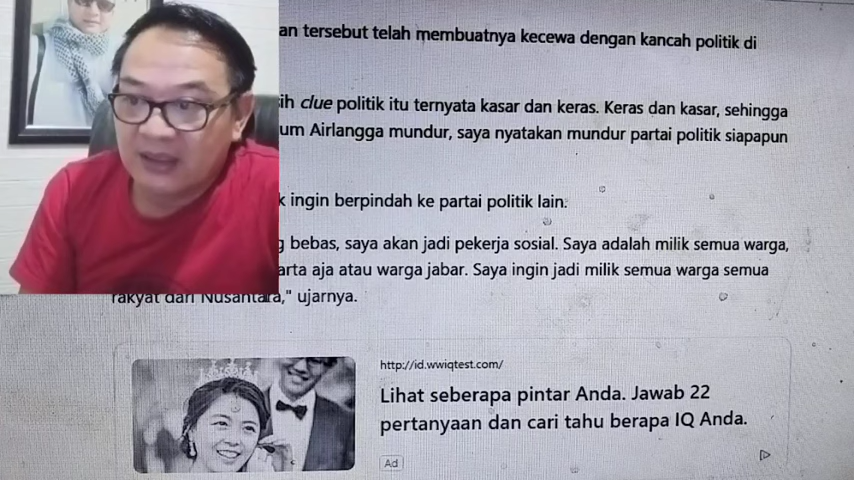 an tersebut telah membuatnya kecewa dengan kancah politik di
ih clue politik itu ternyata kasar dan keras. Keras dan kasar, sehingga
um Airlangga mundur, saya nyatakan mundur partai politik siapapun
k ingin berpindah ke partai politik lain.
g bebas, saya akan jadi pekerja sosial. Saya adalah milik semua warga,
arta aja atau warga jabar. Saya ingin jadi milik semua warga semua
rakyat dari Nusantara," ujarnya.
http://id.wwiqtest.com/
Lihat seberapa pintar Anda. Jawab 22
pertanyaan dan cari tahu berapa IQ Anda.
Ad